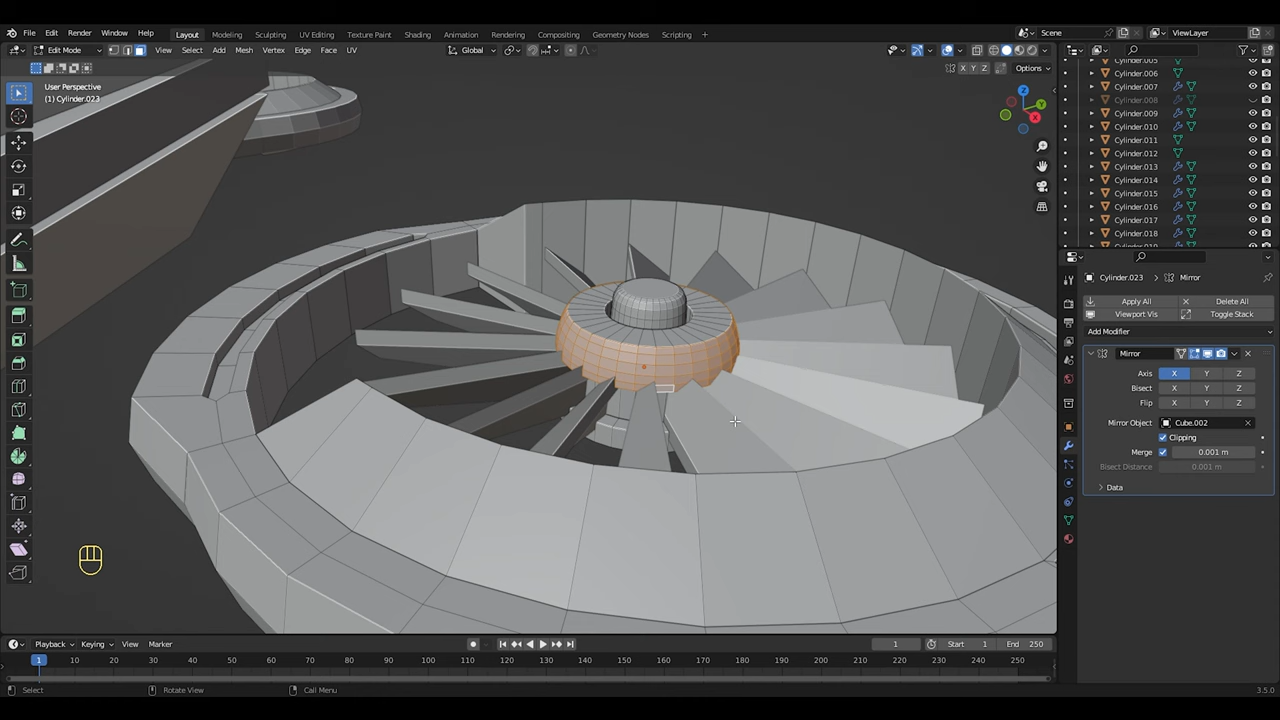 File Edit Render Window Help Layout Modeling Sculpting UV Editing Texture Paint Shading Animation Rendering Compositing Geometry Nodes Scripting + Scene ViewLayer
Edit Mode View Select Add Mesh Vertex Edge Face UV Global
X Y Z Options
User Perspective
(1) Cylinder.023
Z
Y
X
Cylinder.005
Cylinder.006
Cylinder.007
Cylinder.008
Cylinder.009
Cylinder.010
Cylinder.011
Cylinder.012
Cylinder.013
Cylinder.014
Cylinder.015
Cylinder.016
Cylinder.017
Cylinder.018
Cylinder.023 > Mirror
Apply All Delete All
Viewport Vis Toggle Stack
Add Modifier
Mirror
Axis X Y Z
Bisect X Y Z
Flip X Y Z
Mirror Object Cube.002
Clipping
Merge 0.001 m
Bisect Distance 0.001 m
Data
Playback Keying View Marker 1 Start 1 End 250
1 10 20 30 40 50 60 70 80 90 100 110 120 130 140 150 160 170 180 190 200 210 220 230 240 250
Select Rotate View Call Menu 3.5.0